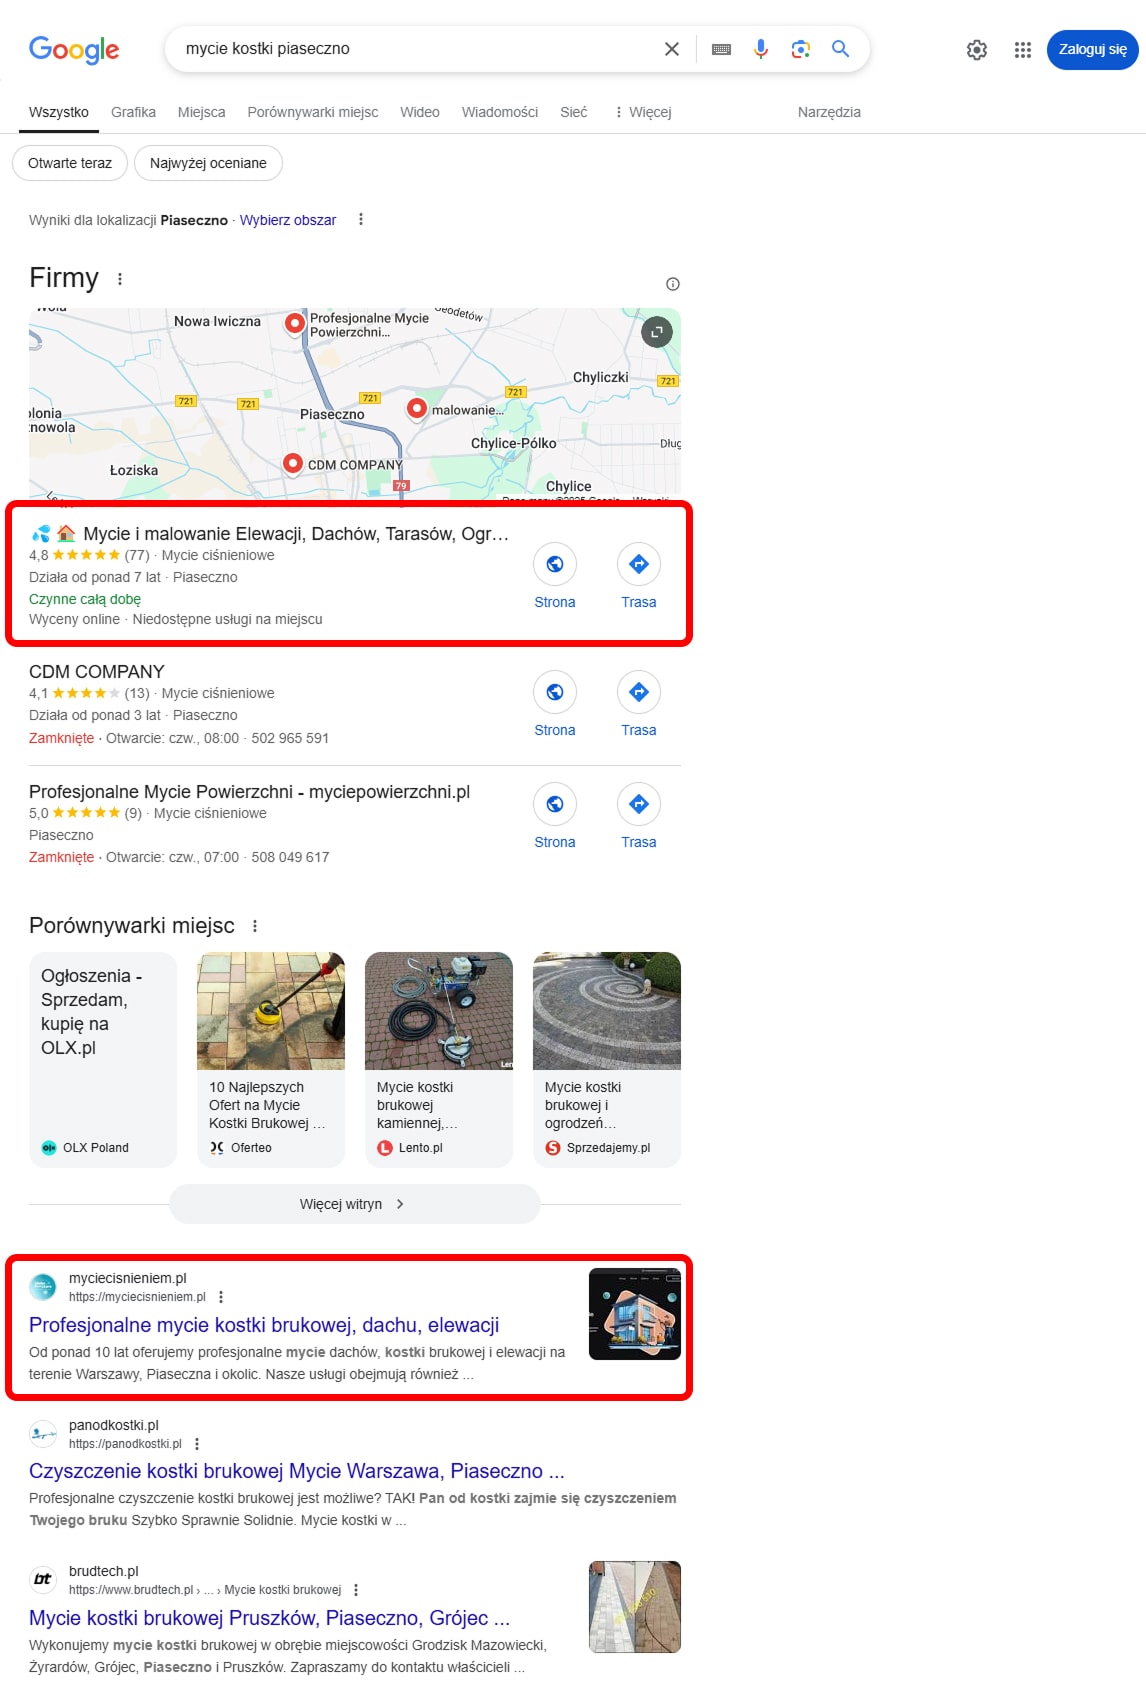 Google
mycie kostki piaseczno
Zaloguj się
Wszystko Grafika Miejsca Porównywarki miejsc Wideo Wiadomości Sieć Więcej Narzędzia
Otwarte teraz Najwyżej oceniane
Wyniki dla lokalizacji Piaseczno · Wybierz obszar
Firmy
Wola
Geodetów
Nowa Iwiczna
Profesjonalne Mycie
Powierzchni...
Chyliczki
721
721
721
721
721
olonia
znowola
Piaseczno
malowanie...
Chylice-Pólko
Dług
Łoziska
CDM COMPANY
79
Chylice
💦 🏠 Mycie i malowanie Elewacji, Dachów, Tarasów, Ogr...
4,8 ★★★★★ (77) · Mycie ciśnieniowe
Działa od ponad 7 lat · Piaseczno
Czynne całą dobę
Wyceny online · Niedostępne usługi na miejscu
Strona Trasa
CDM COMPANY
4,1 ★★★★★ (13) · Mycie ciśnieniowe
Działa od ponad 3 lat · Piaseczno
Zamknięte · Otwarcie: czw., 08:00 · 502 965 591
Strona Trasa
Profesjonalne Mycie Powierzchni - myciepowierzchni.pl
5,0 ★★★★★ (9) · Mycie ciśnieniowe
Piaseczno
Zamknięte · Otwarcie: czw., 07:00 · 508 049 617
Strona Trasa
Porównywarki miejsc
Ogłoszenia -
Sprzedam,
kupię na
OLX.pl
OLX Poland
10 Najlepszych
Ofert na Mycie
Kostki Brukowej ...
Oferteo
Len
Mycie kostki
brukowej
kamiennej,...
Lento.pl
Mycie kostki
brukowej i
ogrodzeń...
Sprzedajemy.pl
Więcej witryn
myciecisnieniem.pl
https://myciecisnieniem.pl
Profesjonalne mycie kostki brukowej, dachu, elewacji
Od ponad 10 lat oferujemy profesjonalne mycie dachów, kostki brukowej i elewacji na
terenie Warszawy, Piaseczna i okolic. Nasze usługi obejmują również ...
panodkostki.pl
https://panodkostki.pl
Czyszczenie kostki brukowej Mycie Warszawa, Piaseczno ...
Profesjonalne czyszczenie kostki brukowej jest możliwe? TAK! Pan od kostki zajmie się czyszczeniem
Twojego bruku Szybko Sprawnie Solidnie. Mycie kostki w ...
bt
brudtech.pl
https://www.brudtech.pl › ... › Mycie kostki brukowej
Mycie kostki brukowej Pruszków, Piaseczno, Grójec ...
Wykonujemy mycie kostki brukowej w obrębie miejscowości Grodzisk Mazowiecki,
Żyrardów, Grójec, Piaseczno i Pruszków. Zapraszamy do kontaktu właścicieli ...